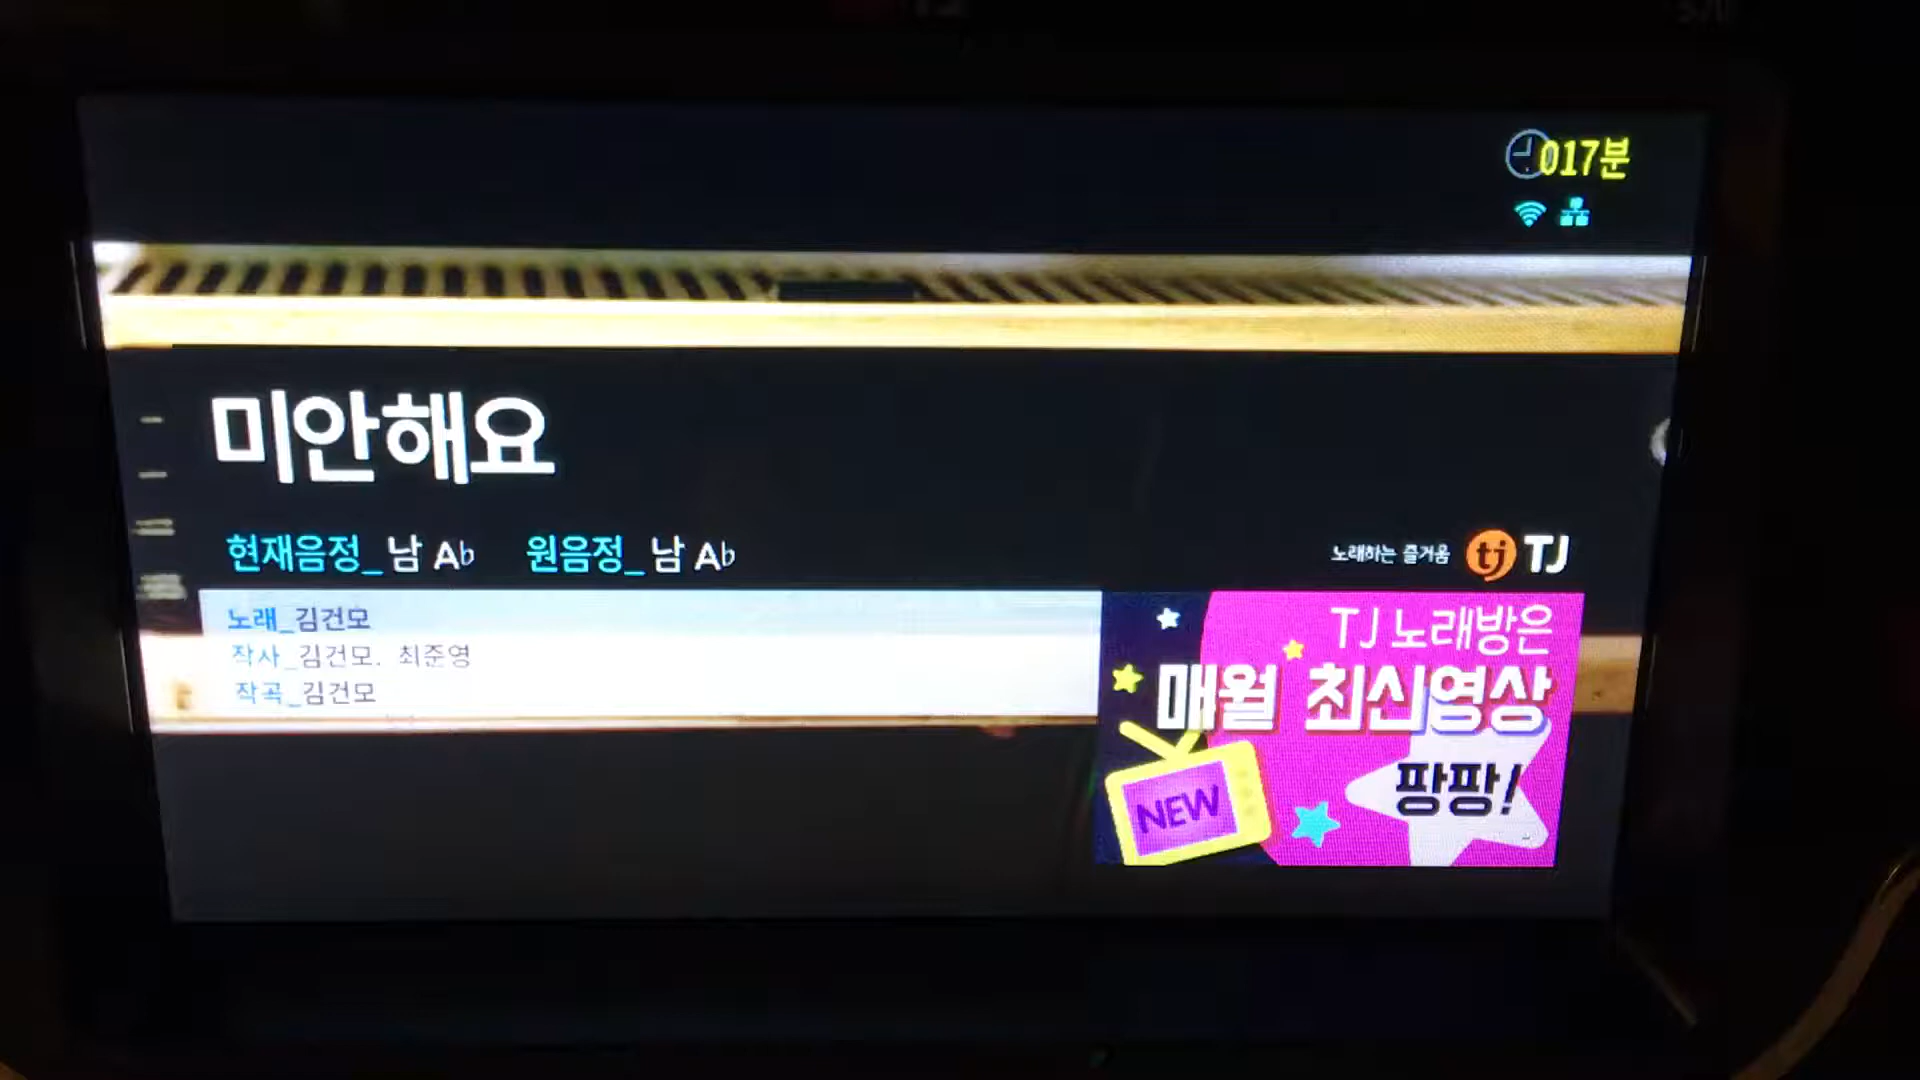 017분
미안해요
현재음정_남 A♭ 원음정_남 A♭
노래하는 즐거움 tj TJ
노래_김건모
작사_김건모. 최준영
작곡_김건모
TJ 노래방은
매월 최신영상
팡팡!
NEW